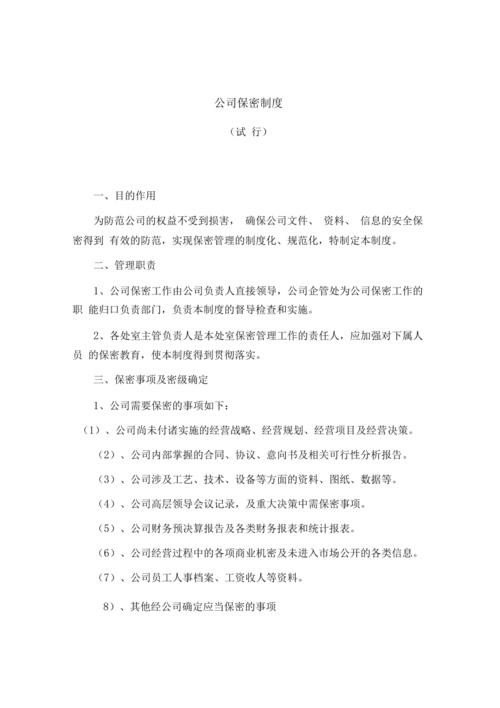 公司保密制度
（试 行）
一、目的作用
为防范公司的权益不受到损害， 确保公司文件、 资料、 信息的安全保
密得到 有效的防范，实现保密管理的制度化、规范化，特制定本制度。
二、管理职责
1、公司保密工作由公司负责人直接领导，公司企管处为公司保密工作的
职 能归口负责部门，负责本制度的督导检查和实施。
2、各处室主管负责人是本处室保密管理工作的责任人，应加强对下属人
员 的保密教育，使本制度得到贯彻落实。
三、保密事项及密级确定
1、公司需要保密的事项如下：
（1）、公司尚未付诸实施的经营战略、经营规划、经营项目及经营决策。
（2）、公司内部掌握的合同、协议、意向书及相关可行性分析报告。
（3）、公司涉及工艺、技术、设备等方面的资料、图纸、数据等。
（4）、公司高层领导会议记录，及重大决策中需保密事项。
（5）、公司财务预决算报告及各类财务报表和统计报表。
（6）、公司经营过程中的各项商业机密及未进入市场公开的各类信息。
（7）、公司员工人事档案、工资收人等资料。
8）、其他经公司确定应当保密的事项